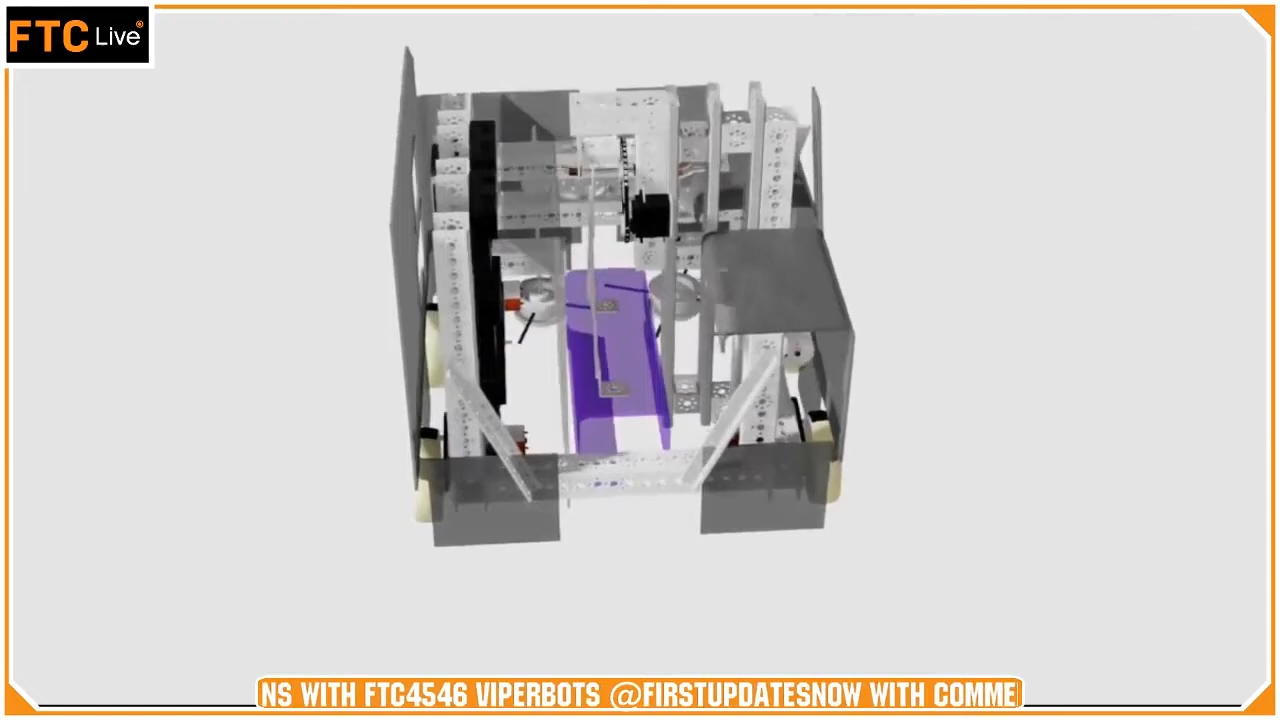 FTC Live
NS WITH FTC4546 VIPERBOTS @FIRSTUPDATESNOW WITH COMME